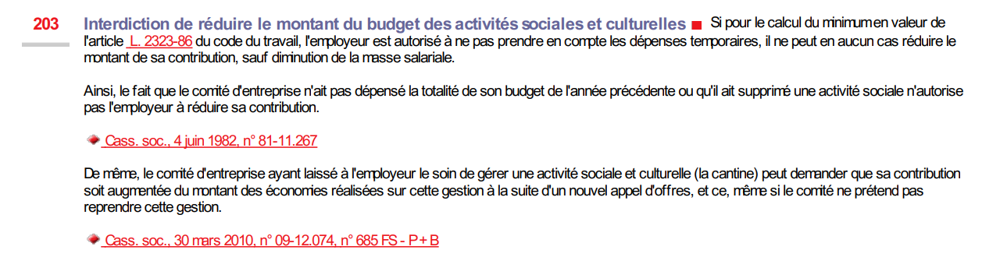 203 Interdiction de réduire le montant du budget des activités sociales et culturelles ■ Si pour le calcul du minimum en valeur de
l'article L. 2323-86 du code du travail, l'employeur est autorisé à ne pas prendre en compte les dépenses temporaires, il ne peut en aucun cas réduire le
montant de sa contribution, sauf diminution de la masse salariale.
Ainsi, le fait que le comité d'entreprise n'ait pas dépensé la totalité de son budget de l'année précédente ou qu'il ait supprimé une activité sociale n'autorise
pas l'employeur à réduire sa contribution.
Cass. soc., 4 juin 1982, n° 81-11.267
De même, le comité d'entreprise ayant laissé à l'employeur le soin de gérer une activité sociale et culturelle (la cantine) peut demander que sa contribution
soit augmentée du montant des économies réalisées sur cette gestion à la suite d'un nouvel appel d'offres, et ce, même si le comité ne prétend pas
reprendre cette gestion.
Cass. soc., 30 mars 2010, n° 09-12.074, n° 685 FS - P + B